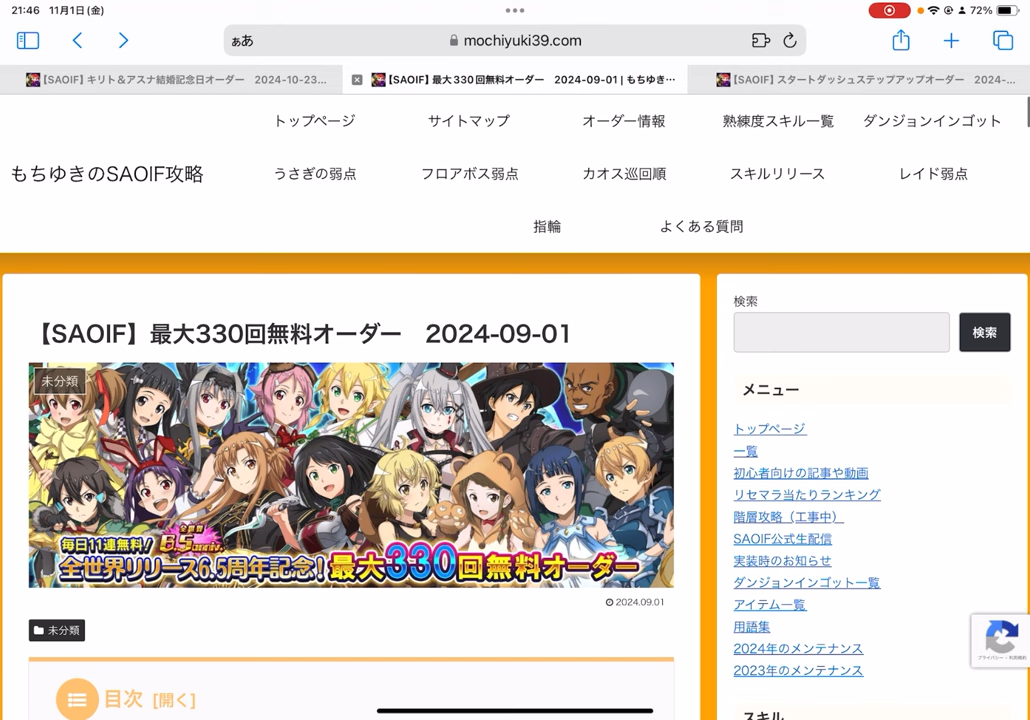 21:46 11月1日(金)
72%
ぁあ
mochiyuki39.com
【SAOIF】キリト＆アスナ結婚記念日オーダー 2024-10-23…
【SAOIF】最大330回無料オーダー 2024-09-01 | もちゆき…
【SAOIF】スタートダッシュステップアップオーダー 2024-…
トップページ サイトマップ オーダー情報 熟練度スキル一覧 ダンジョンインゴット
もちゆきのSAOIF攻略
うさぎの弱点 フロアボス弱点 カオス巡回順 スキルリリース レイド弱点
指輪 よくある質問
【SAOIF】最大330回無料オーダー 2024-09-01
未分類
毎日11連無料！
全世界
6.5
全世界リリース6.5周年記念！最大330回無料オーダー
2024.09.01
未分類
目次 [開く]
検索
検索
メニュー
トップページ
一覧
初心者向けの記事や動画
リセマラ当たりランキング
階層攻略（工事中）
SAOIF公式生配信
実装時のお知らせ
ダンジョンインゴット一覧
アイテム一覧
用語集
2024年のメンテナンス
2023年のメンテナンス
スキル
プライバシー - 利用規約